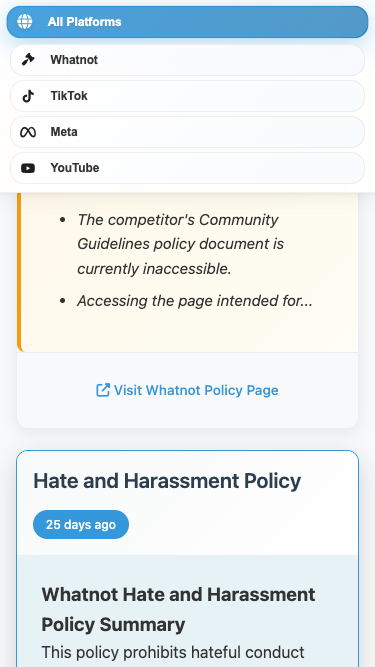 All Platforms
Whatnot
TikTok
Meta
YouTube
• The competitor's Community
Guidelines policy document is
currently inaccessible.
• Accessing the page intended for...
Visit Whatnot Policy Page
Hate and Harassment Policy
25 days ago
Whatnot Hate and Harassment
Policy Summary
This policy prohibits hateful conduct